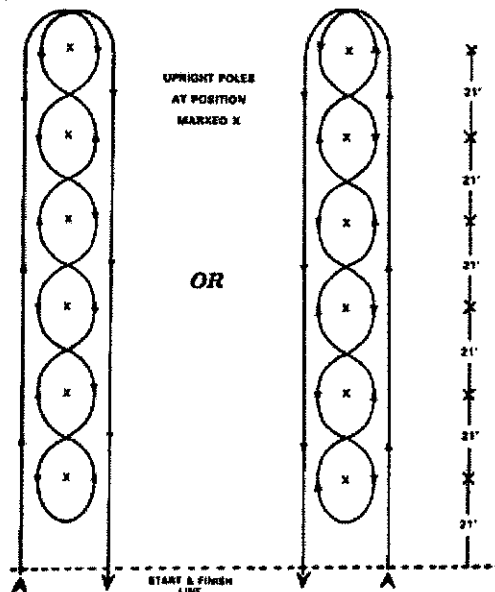 UPRIGHT POLES
AT POSITION
MARKED X
X
X
X
X
X
X
OR
X
X
X
X
X
X
X
21'
X
21'
X
21'
X
21'
X
21'
X
21'
START & FINISH
LINE